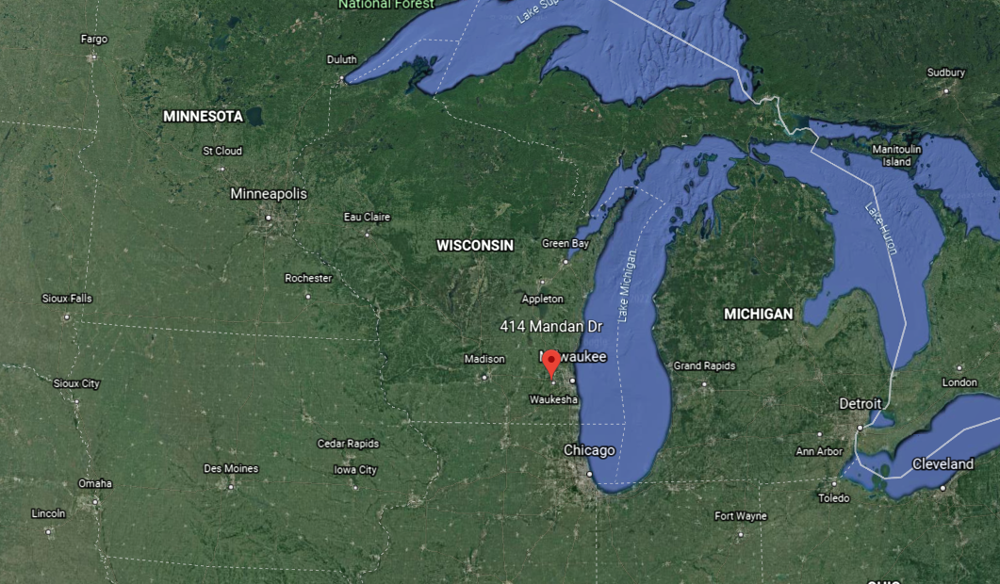 National Forest
Lake Sup
Fargo
Duluth
Sudbury
MINNESOTA
St Cloud
Manitoulin
Island
Minneapolis
Eau Claire
WISCONSIN
Green Bay
Lake Huron
Rochester
Lake Michigan
Sioux Falls
Appleton
MICHIGAN
414 Mandan Dr
Madison
waukee
Grand Rapids
Sioux City
London
Waukesha
Detroit
Cedar Rapids
Chicago
Ann Arbor
Des Moines
Iowa City
Cleveland
Omaha
Toledo
Lincoln
Fort Wayne
OHIO